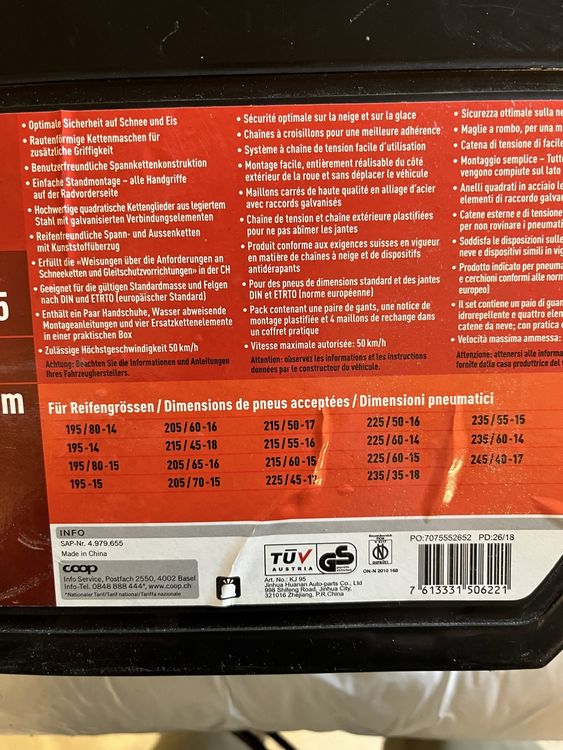 • Optimale Sicherheit auf Schnee und Eis
• Rautenförmige Kettenmaschen für
zusätzliche Griffigkeit
• Benutzerfreundliche Spannkettenkonstruktion
• Einfache Standmontage – alle Handgriffe
auf der Radvorderseite
• Hochwertige quadratische Kettenglieder aus legiertem
Stahl mit galvanisierten Verbindungselementen
• Reifenfreundliche Spann- und Aussenketten
mit Kunststoffüberzug
• Erfüllt die «Weisungen über die Anforderungen an
Schneeketten und Gleitschutzvorrichtungen» in der CH
• Geeignet für die gültigen Standardmasse und Felgen
nach DIN und ETRTO (europäischer Standard)
• Enthält ein Paar Handschuhe, Wasser abweisende
Montageanleitungen und vier Ersatzkettenelemente
in einer praktischen Box
• Zulässige Höchstgeschwindigkeit 50 km/h
Achtung: Beachten Sie die Informationen und Anleitungen
Ihres Fahrzeugherstellers.
• Sécurité optimale sur la neige et sur la glace
• Chaînes à croisillons pour une meilleure adhérence
• Système à chaîne de tension facile d'utilisation
• Montage facile, entièrement réalisable du côté
extérieur de la roue et sans déplacer le véhicule
• Maillons carrés de haute qualité en alliage d'acier
avec raccords galvanisés
• Chaîne de tension et chaîne extérieure plastifiées
pour ne pas abîmer les jantes
• Produit conforme aux exigences suisses en vigueur
en matière de chaînes à neige et de dispositifs
antidérapants
• Pour des pneus de dimensions standard et des jantes
DIN et ETRTO (norme européenne)
• Pack contenant une paire de gants, une notice de
montage plastifiée et 4 maillons de rechange dans
un coffret pratique
• Vitesse maximale autorisée: 50 km/h
Attention: observez les informations et les instructions
données par le constructeur du véhicule.
• Sicurezza ottimale sulla ne
• Maglie a rombo, per una m
• Catena di tensione di facile
• Montaggio semplice – Tutt
vengono compiute sul lato
• Anelli quadrati in acciaio le
elementi di raccordo galvan
• Catene esterne e di tensione
per non rovinare i pneumati
• Soddisfa le disposizioni sulle
neve e dispositivi simili in vig
• Prodotto indicato per pneuma
e cerchioni conformi alle norm
europeo)
• Il set contiene un paio di guan
idrorepellente e quattro elem
catene da neve; con pratica
• Velocità massima ammessa:
Attenzione: attenersi alle informa
fornite dalla casa produttrice del
5
m
Für Reifengrössen / Dimensions de pneus acceptées / Dimensioni pneumatici
195/80-14 205/60-16 215/50-17 225/50-16 235/55-15
195-14 215/45-18 215/55-16 225/60-14 235/60-14
195/80-15 205/65-16 215/60-15 225/60-15 245/40-17
195-15 205/70-15 225/45-17 235/35-18
INFO
SAP-Nr. 4.979.655
Made in China
coop
Info Service, Postfach 2550, 4002 Basel
Info-Tel. 0848 888 444*, www.coop.ch
*Nationaler Tarif/Tarif national/Tariffa nazionale
TÜV
AUSTRIA
GS
ON-N 2010 168
Art. No.: KJ 95
Jinhua Huanan Auto-parts Co., Ltd
998 Shifeng Road, Jinhua City,
321016 Zhejiang, P.R.China
PO:7075552652 PD:26/18
7 613331 506221